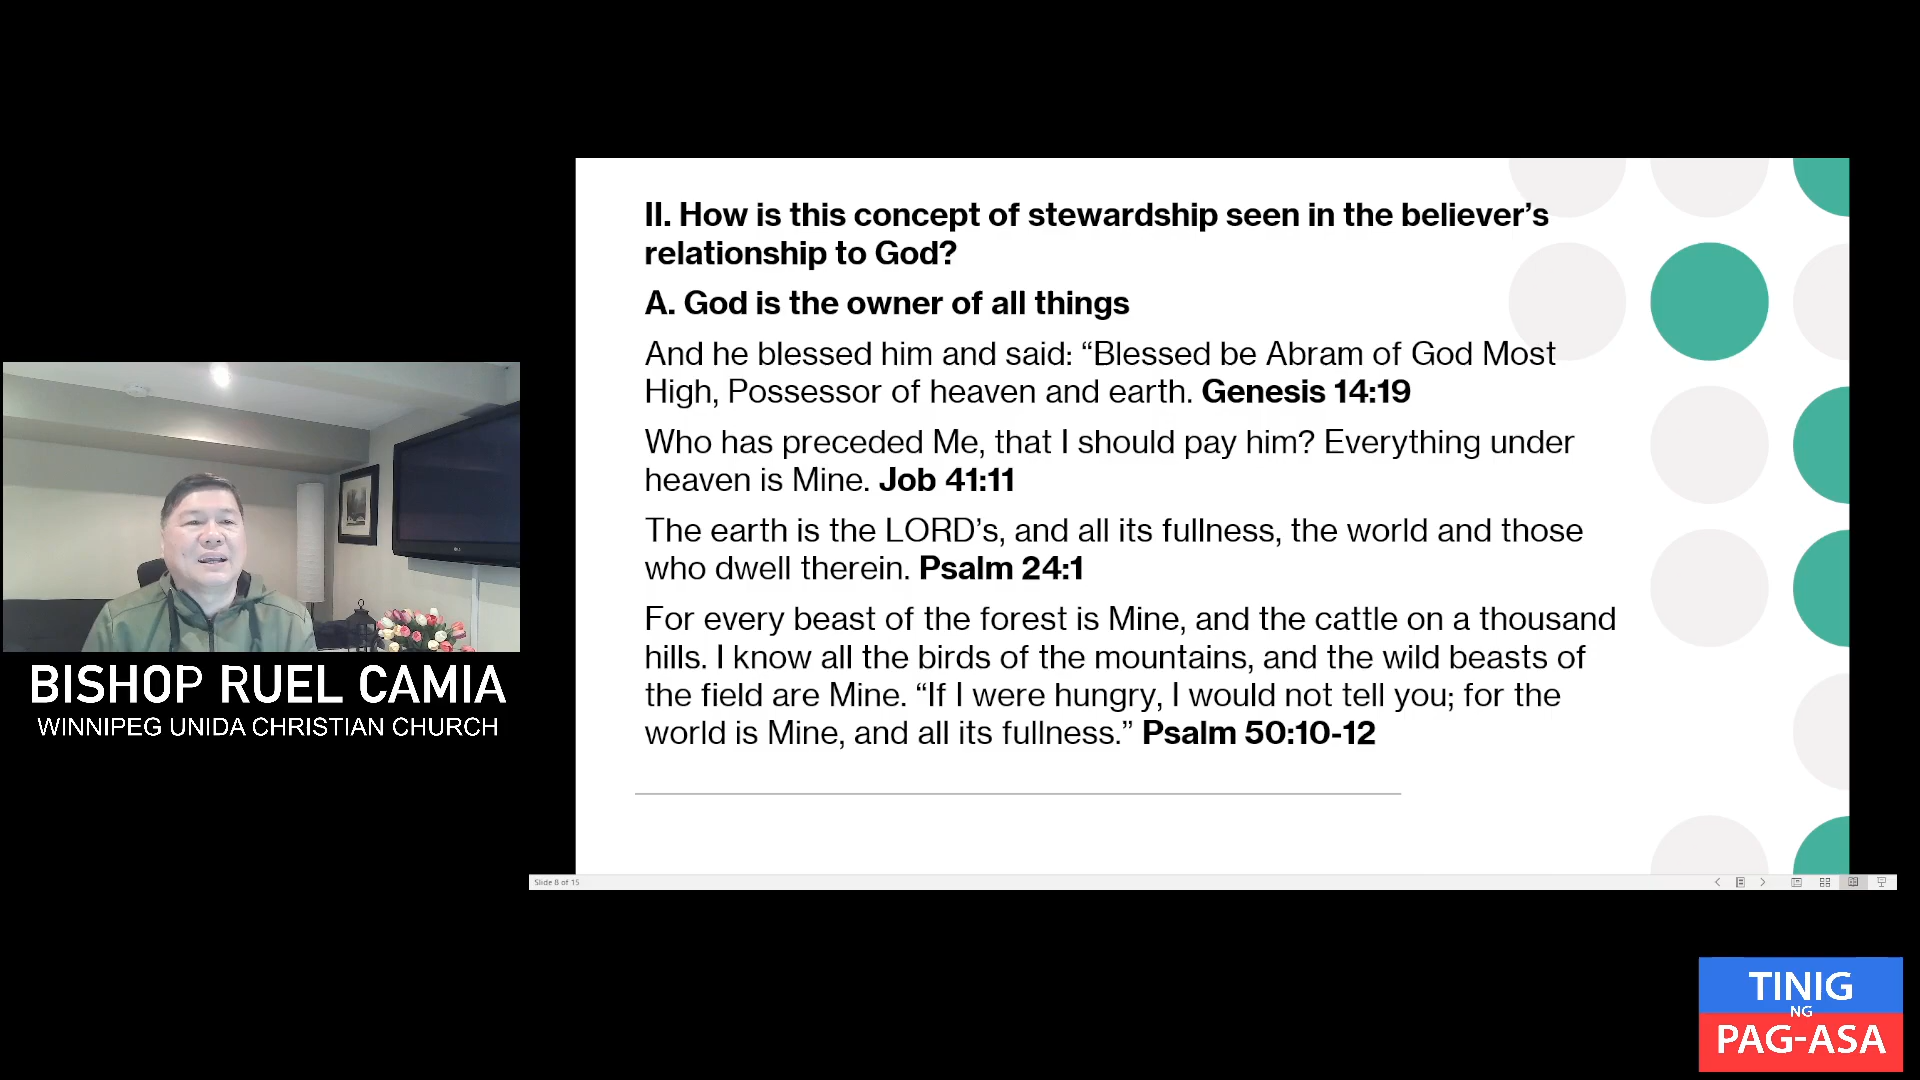 II. How is this concept of stewardship seen in the believer’s
relationship to God?
A. God is the owner of all things
And he blessed him and said: “Blessed be Abram of God Most
High, Possessor of heaven and earth. Genesis 14:19
Who has preceded Me, that I should pay him? Everything under
heaven is Mine. Job 41:11
The earth is the LORD’s, and all its fullness, the world and those
who dwell therein. Psalm 24:1
For every beast of the forest is Mine, and the cattle on a thousand
hills. I know all the birds of the mountains, and the wild beasts of
the field are Mine. “If I were hungry, I would not tell you; for the
world is Mine, and all its fullness.” Psalm 50:10-12
BISHOP RUEL CAMIA
WINNIPEG UNIDA CHRISTIAN CHURCH
Slide 8 of 15
TINIG
NG
PAG-ASA